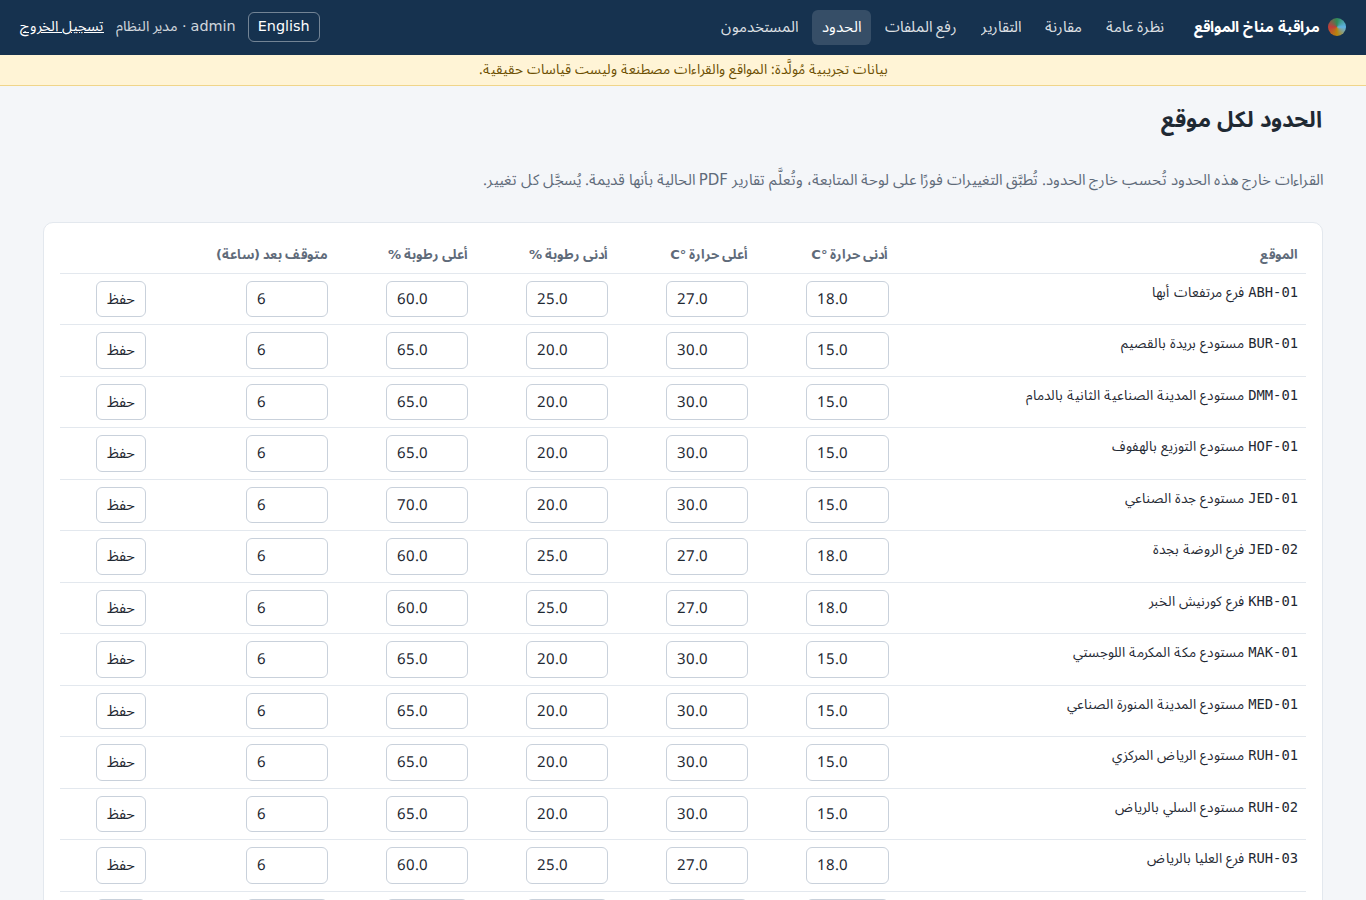 مراقبة مناخ المواقع نظرة عامة مقارنة التقارير رفع الملفات الحدود المستخدمون English admin · مدير النظام تسجيل الخروج
بيانات تجريبية مُولَّدة: المواقع والقراءات مصطنعة وليست قياسات حقيقية.
الحدود لكل موقع
القراءات خارج هذه الحدود تُحسب خارج الحدود. تُطبَّق التغييرات فورًا على لوحة المتابعة، وتُعلَّم تقارير PDF الحالية بأنها قديمة. يُسجَّل كل تغيير.
الموقع أدنى حرارة °C أعلى حرارة °C أدنى رطوبة % أعلى رطوبة % متوقف بعد (ساعة)
ABH-01 فرع مرتفعات أبها 18.0 27.0 25.0 60.0 6 حفظ
BUR-01 مستودع بريدة بالقصيم 15.0 30.0 20.0 65.0 6 حفظ
DMM-01 مستودع المدينة الصناعية الثانية بالدمام 15.0 30.0 20.0 65.0 6 حفظ
HOF-01 مستودع التوزيع بالهفوف 15.0 30.0 20.0 65.0 6 حفظ
JED-01 مستودع جدة الصناعي 15.0 30.0 20.0 70.0 6 حفظ
JED-02 فرع الروضة بجدة 18.0 27.0 25.0 60.0 6 حفظ
KHB-01 فرع كورنيش الخبر 18.0 27.0 25.0 60.0 6 حفظ
MAK-01 مستودع مكة المكرمة اللوجستي 15.0 30.0 20.0 65.0 6 حفظ
MED-01 مستودع المدينة المنورة الصناعي 15.0 30.0 20.0 65.0 6 حفظ
RUH-01 مستودع الرياض المركزي 15.0 30.0 20.0 65.0 6 حفظ
RUH-02 مستودع السلي بالرياض 15.0 30.0 20.0 65.0 6 حفظ
RUH-03 فرع العليا بالرياض 18.0 27.0 25.0 60.0 6 حفظ